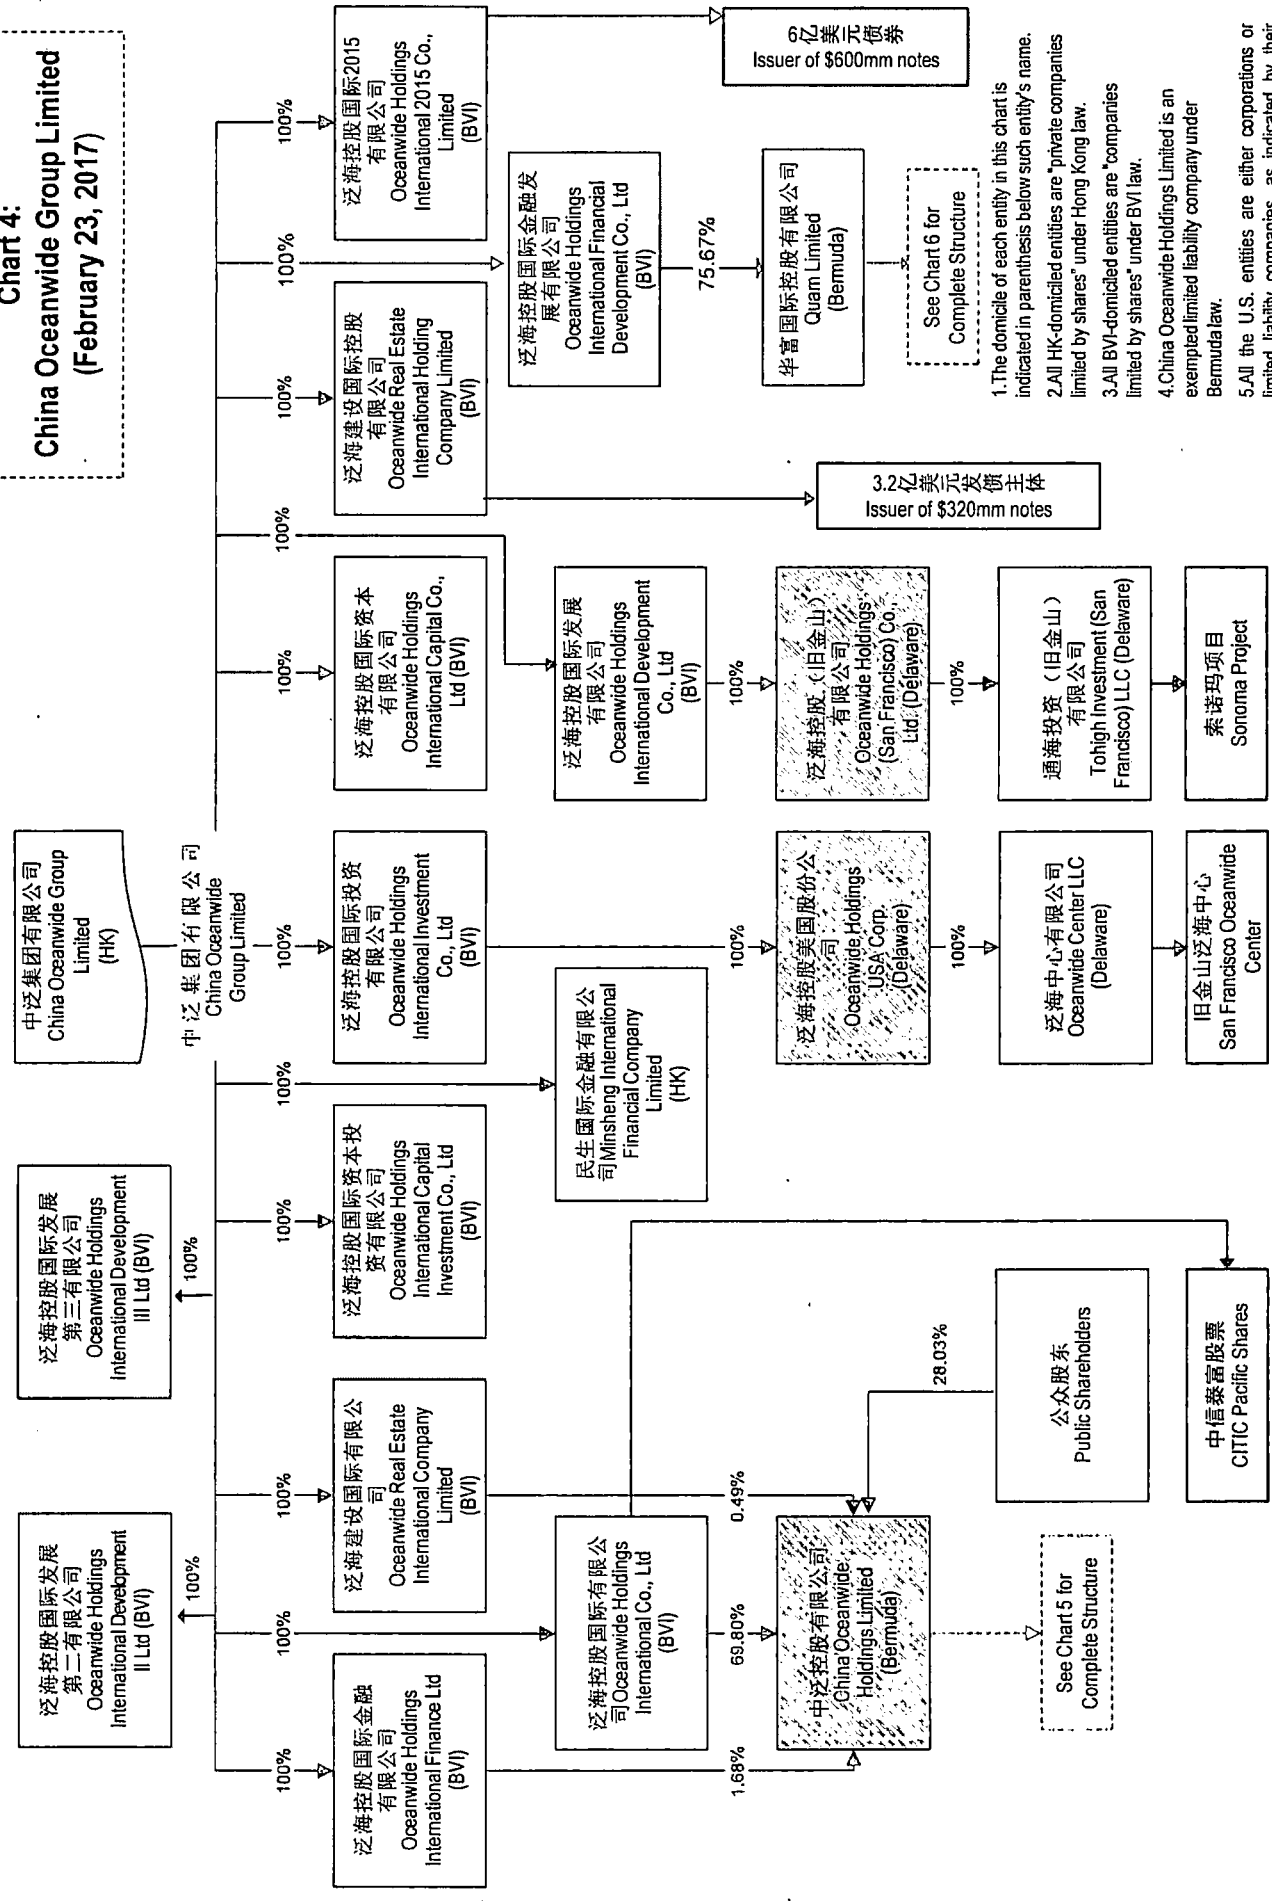 Chart 4:
China Oceanwide Group Limited
(February 23, 2017)
中泛集团有限公司
China Oceanwide Group
Limited
(HK)
中泛集团有限公司
China Oceanwide
Group Limited
泛海控股国际发展
第二有限公司
Oceanwide Holdings
International Development
II Ltd (BVI)
100%
泛海控股国际发展
第三有限公司
Oceanwide Holdings
International Development
III Ltd (BVI)
100%
100%
泛海控股国际金融
有限公司
Oceanwide Holdings
International Finance Ltd
(BVI)
100%
100%
泛海建设国际有限公
司
Oceanwide Real Estate
International Company
Limited
(BVI)
100%
泛海控股国际资本投
资有限公司
Oceanwide Holdings
International Capital
Investment Co., Ltd
(BVI)
100%
100%
泛海控股国际投资
有限公司
Oceanwide Holdings
International Investment
Co., Ltd
(BVI)
100%
泛海控股国际资本
有限公司
Oceanwide Holdings
International Capital Co.,
Ltd (BVI)
100%
100%
泛海建设国际控股
有限公司
Oceanwide Real Estate
International Holding
Company Limited
(BVI)
100%
100%
泛海控股国际2015
有限公司
Oceanwide Holdings
International 2015 Co.,
Limited
(BVI)
泛海控股国际有限公
司Oceanwide Holdings
International Co., Ltd
(BVI)
民生国际金融有限公
司Minsheng International
Financial Company
Limited
(HK)
泛海控股国际发展
有限公司
Oceanwide Holdings
International Development
Co., Ltd
(BVI)
泛海控股国际金融发
展有限公司
Oceanwide Holdings
International Financial
Development Co., Ltd
(BVI)
1.68%
69.80%
0.49%
100%
100%
75.67%
6亿美元债券
Issuer of $600mm notes
中泛控股有限公司
China Oceanwide
Holdings Limited
(Bermuda)
28.03%
泛海控股美国股份公
司
Oceanwide Holdings
USA Corp.
(Delaware)
泛海控股（旧金山）
有限公司
Oceanwide Holdings
(San Francisco) Co.,
Ltd. (Delaware)
3.2亿美元发债主体
Issuer of $320mm notes
华富国际控股有限公司
Quam Limited
(Bermuda)
100%
100%
See Chart 6 for
Complete Structure
See Chart 5 for
Complete Structure
公众股东
Public Shareholders
泛海中心有限公司
Oceanwide Center LLC
(Delaware)
通海投资（旧金山）
有限公司
Tohigh Investment (San
Francisco) LLC (Delaware)
中信泰富股票
CITIC Pacific Shares
旧金山泛海中心
San Francisco Oceanwide
Center
索诺玛项目
Sonoma Project
1.The domicile of each entity in this chart is
indicated in parenthesis below such entity's name.
2.All HK-domiciled entities are "private companies
limited by shares" under Hong Kong law.
3.All BVI-domiciled entities are "companies
limited by shares" under BVI law.
4.China Oceanwide Holdings Limited is an
exempted limited liability company under
Bermuda law.
5.All the U.S. entities are either corporations or
limited liability companies as indicated by their